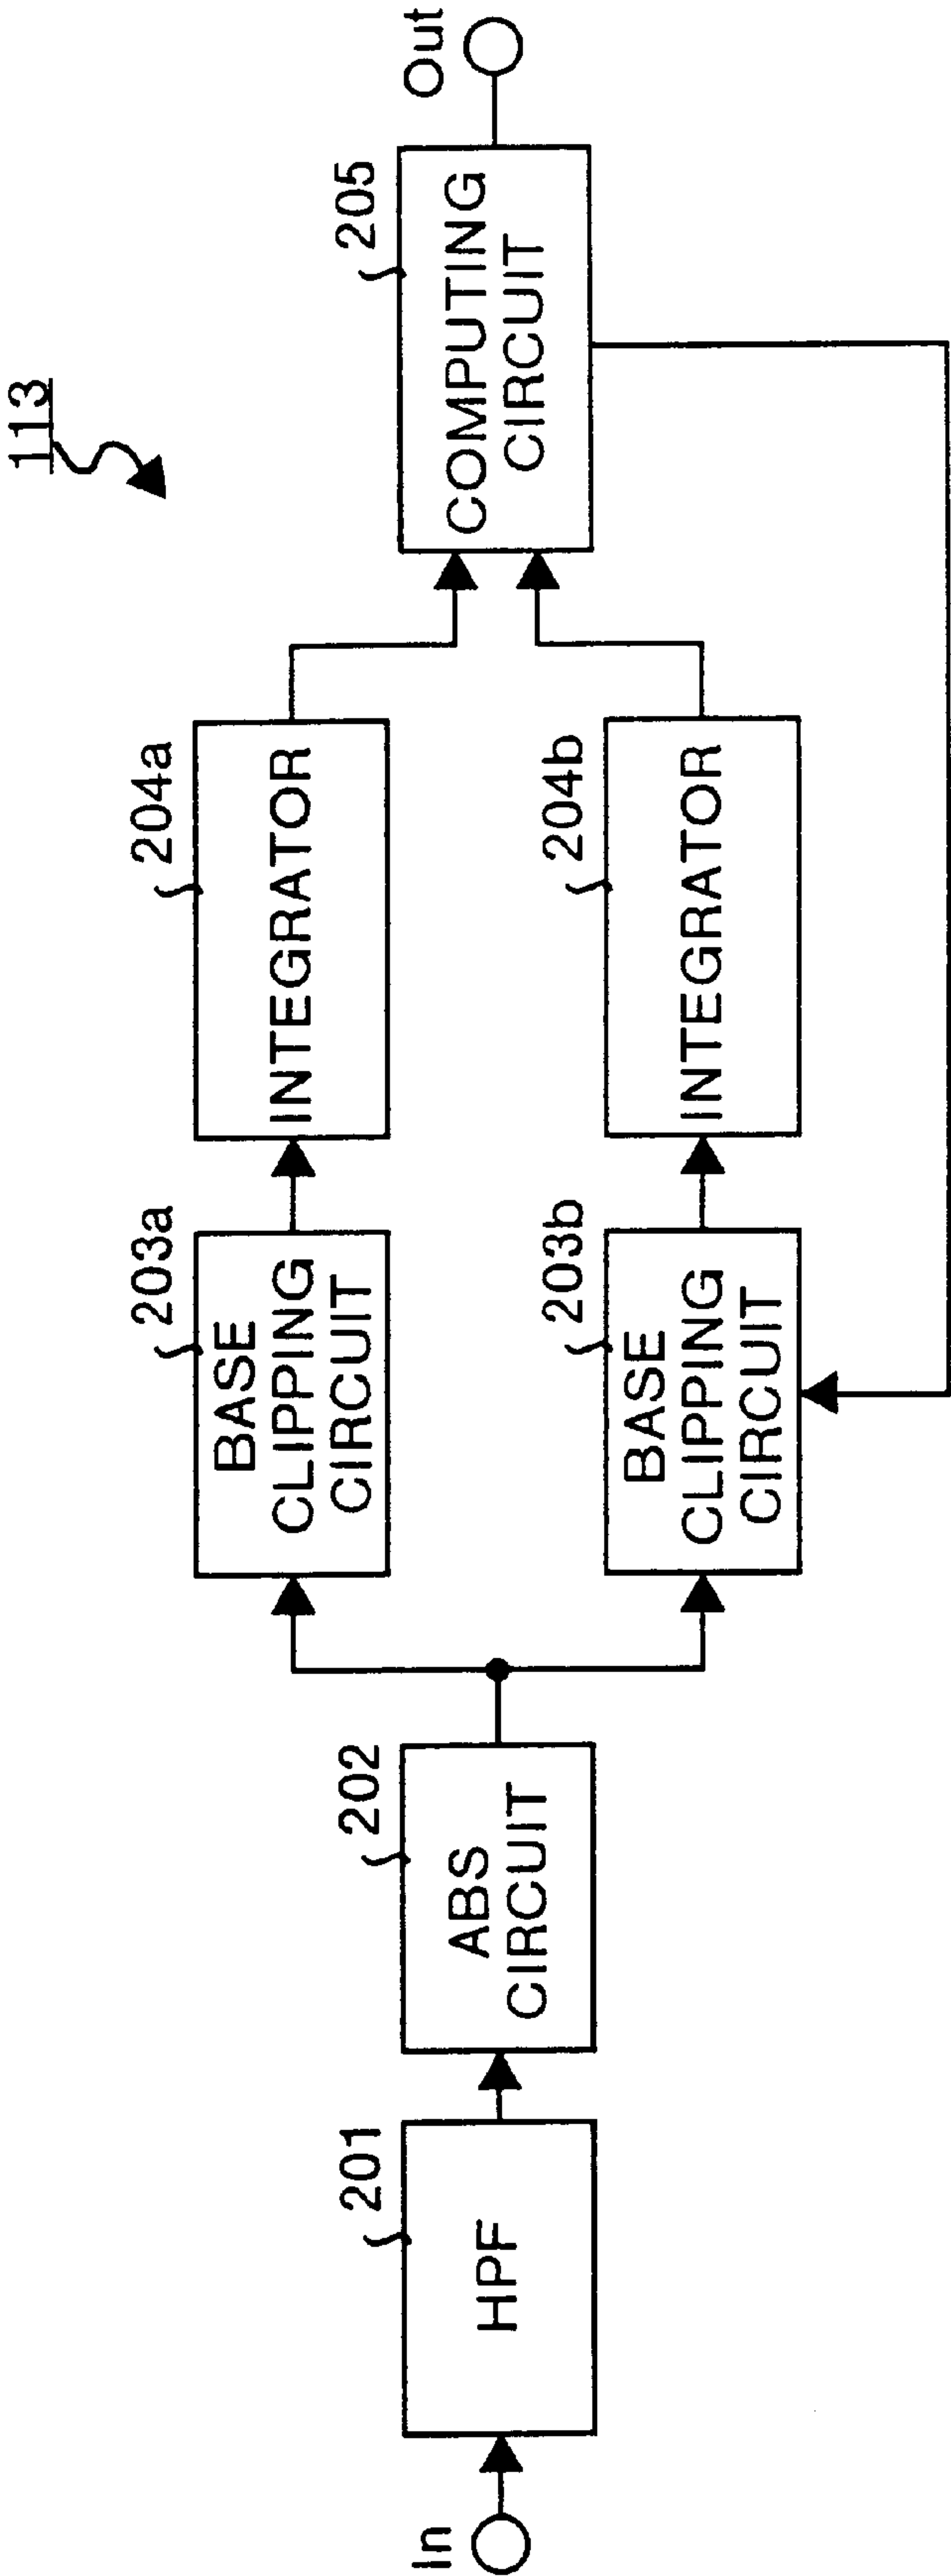 113
In
201
HPF
202
ABS
CIRCUIT
203a
BASE
CLIPPING
CIRCUIT
204a
INTEGRATOR
203b
BASE
CLIPPING
CIRCUIT
204b
INTEGRATOR
205
COMPUTING
CIRCUIT
Out